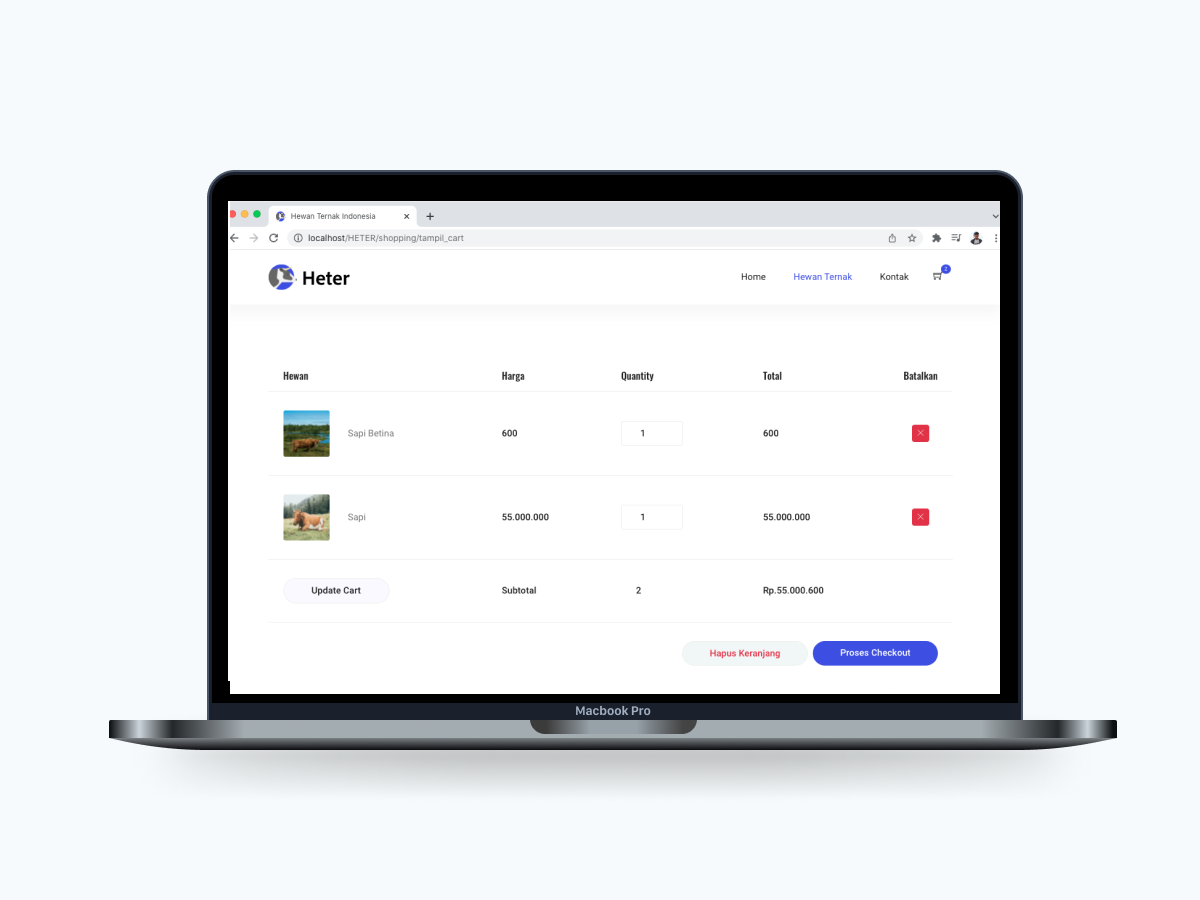 Hewan Ternak Indonesia
localhost/HETER/shopping/tampil_cart
Heter
Home Hewan Ternak Kontak 2
Hewan Harga Quantity Total Batalkan
Sapi Betina 600 1 600
Sapi 55.000.000 1 55.000.000
Update Cart Subtotal 2 Rp.55.000.600
Hapus Keranjang Proses Checkout
Macbook Pro